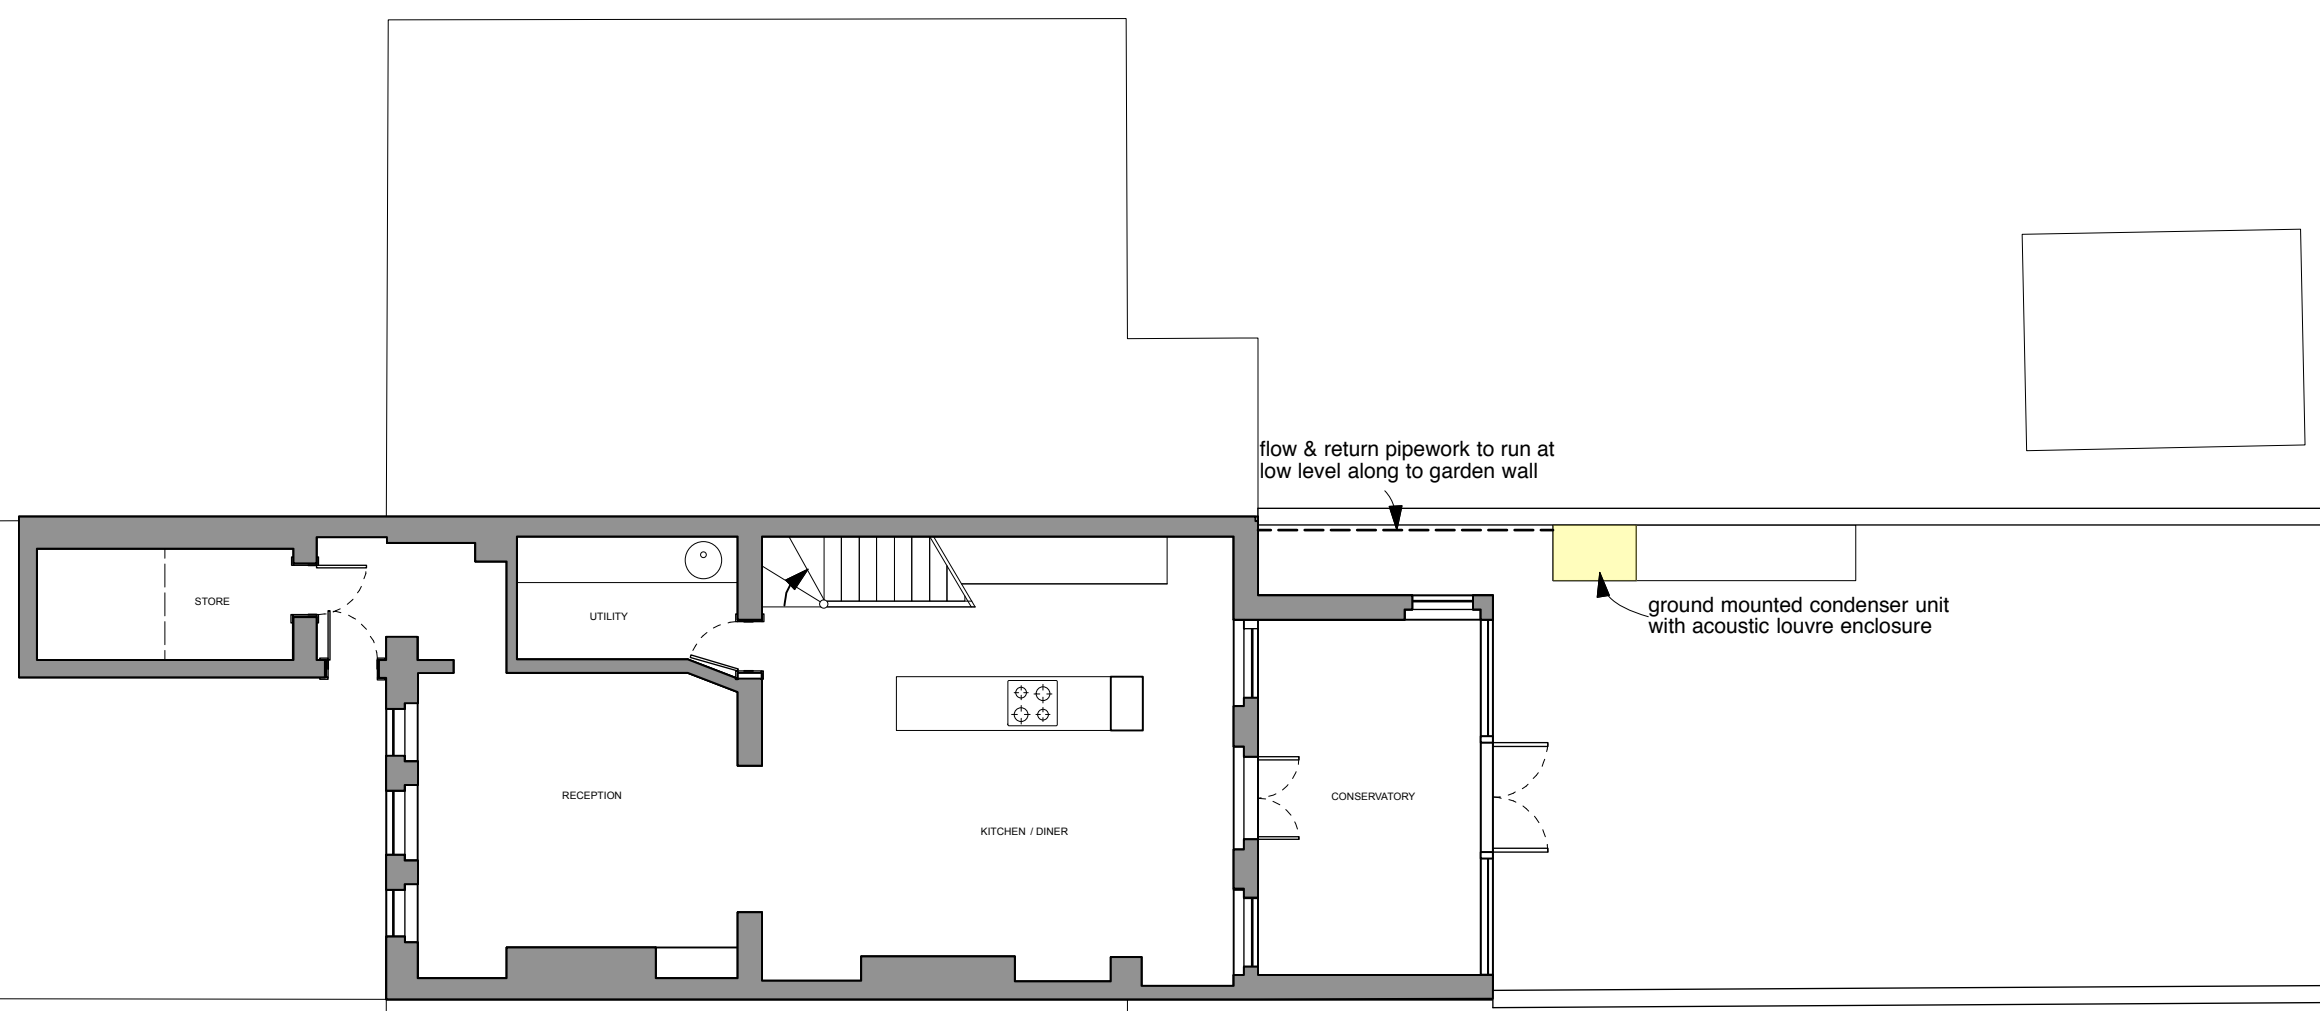 flow & return pipework to run at
low level along to garden wall
STORE
UTILITY
ground mounted condenser unit
with acoustic louvre enclosure
RECEPTION
CONSERVATORY
KITCHEN / DINER